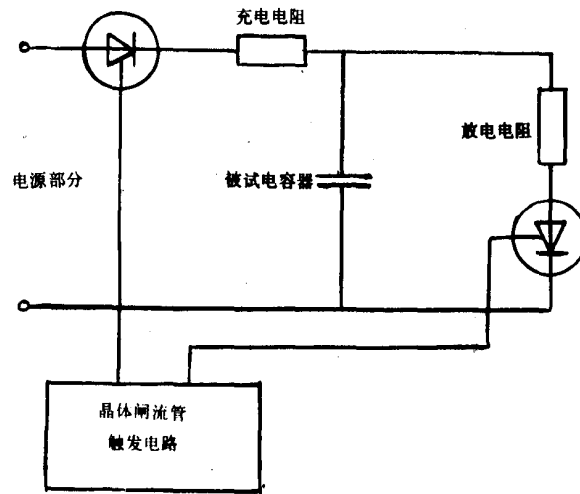 充电电阻
放电电阻
电源部分
被试电容器
晶体闸流管
触发电路